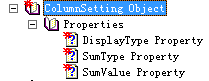 ColumnSetting Object
Properties
DisplayType Property
SumType Property
SumValue Property